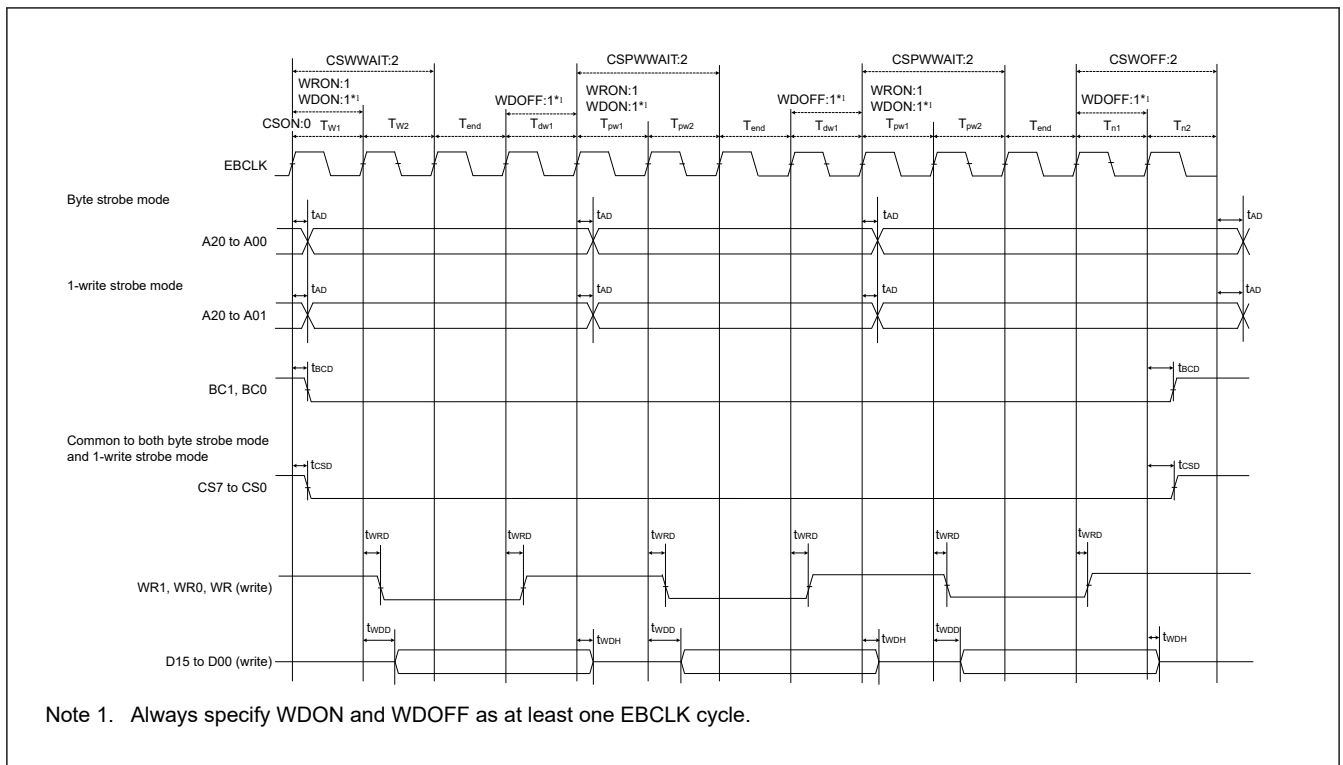 CSWWAIT:2 CSPWWAIT:2 CSPWWAIT:2 CSWOFF:2
WRON:1 WRON:1 WRON:1
WDON:1*1 WDOFF:1*1 WDON:1*1 WDOFF:1*1 WDON:1*1 WDOFF:1*1
CSON:0 TW1 TW2 Tend Tdw1 Tpw1 Tpw2 Tend Tdw1 Tpw1 Tpw2 Tend Tn1 Tn2
EBCLK
Byte strobe mode
tAD tAD tAD tAD
A20 to A00
1-write strobe mode
tAD tAD tAD tAD
A20 to A01
tBCD tBCD
BC1, BC0
Common to both byte strobe mode
and 1-write strobe mode
tCSD tCSD
CS7 to CS0
tWRD tWRD tWRD tWRD tWRD tWRD
WR1, WR0, WR (write)
tWDD tWDH tWDD tWDH tWDD tWDH
D15 to D00 (write)
Note 1. Always specify WDON and WDOFF as at least one EBCLK cycle.